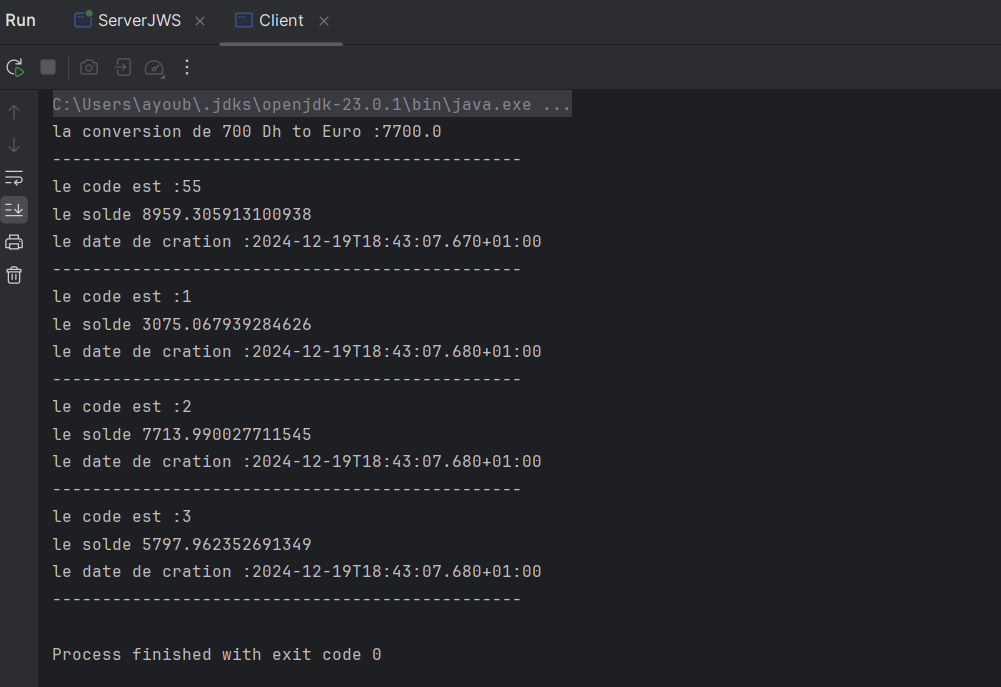 Run ServerJWS Client
C:\Users\ayoub\.jdks\openjdk-23.0.1\bin\java.exe ...
la conversion de 700 Dh to Euro :7700.0
-----------------------------------------------
le code est :55
le solde 8959.305913100938
le date de cration :2024-12-19T18:43:07.670+01:00
-----------------------------------------------
le code est :1
le solde 3075.067939284626
le date de cration :2024-12-19T18:43:07.680+01:00
-----------------------------------------------
le code est :2
le solde 7713.990027711545
le date de cration :2024-12-19T18:43:07.680+01:00
-----------------------------------------------
le code est :3
le solde 5797.962352691349
le date de cration :2024-12-19T18:43:07.680+01:00
-----------------------------------------------
Process finished with exit code 0